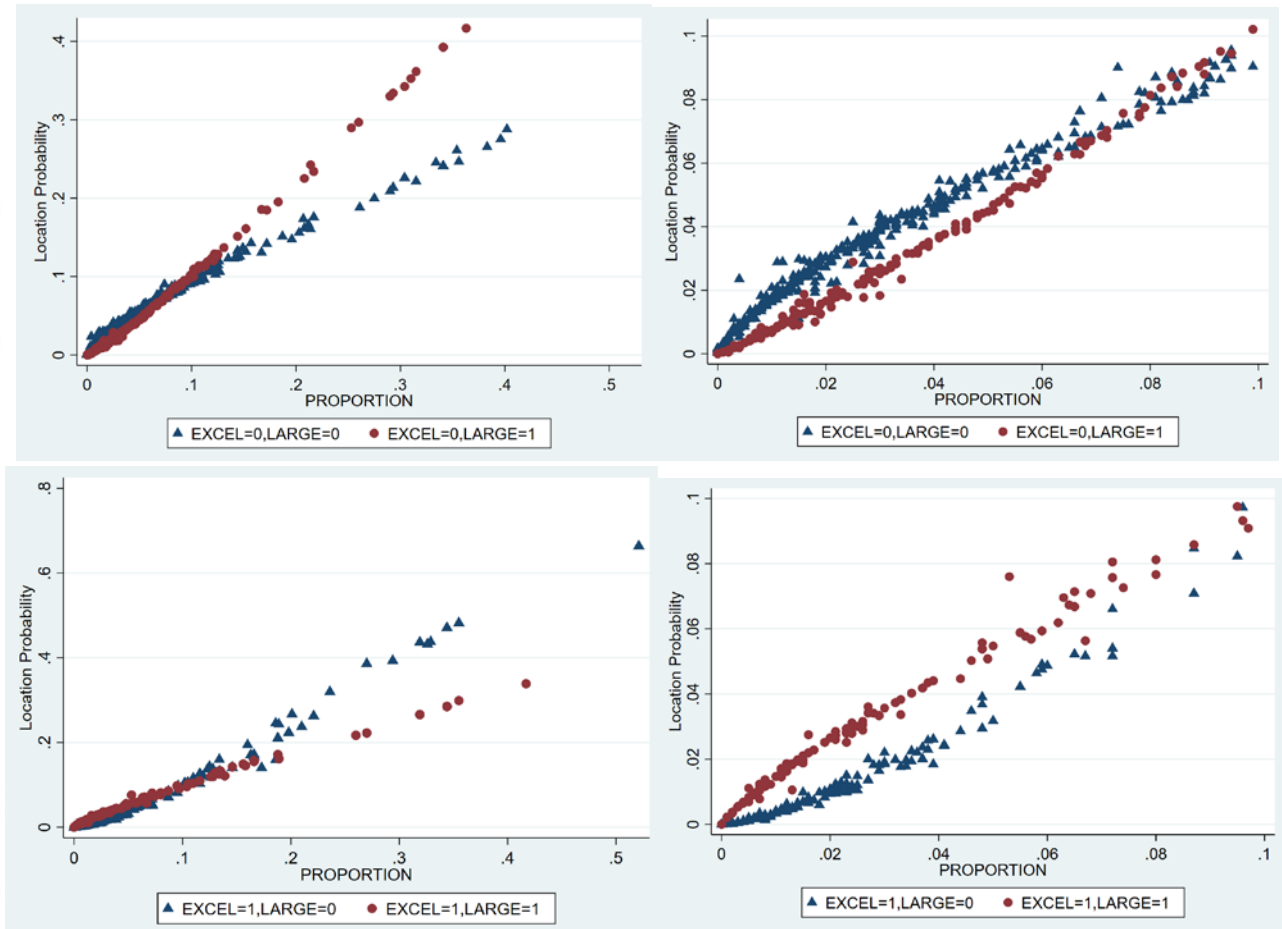 Location Probability
.4
.3
.2
.1
0
0 .1 .2 .3 .4 .5
PROPORTION
EXCEL=0,LARGE=0 EXCEL=0,LARGE=1
Location Probability
.1
.08
.06
.04
.02
0
0 .02 .04 .06 .08 .1
PROPORTION
EXCEL=0,LARGE=0 EXCEL=0,LARGE=1
Location Probability
.8
.6
.4
.2
0
0 .1 .2 .3 .4 .5
PROPORTION
EXCEL=1,LARGE=0 EXCEL=1,LARGE=1
Location Probability
.1
.08
.06
.04
.02
0
0 .02 .04 .06 .08 .1
PROPORTION
EXCEL=1,LARGE=0 EXCEL=1,LARGE=1